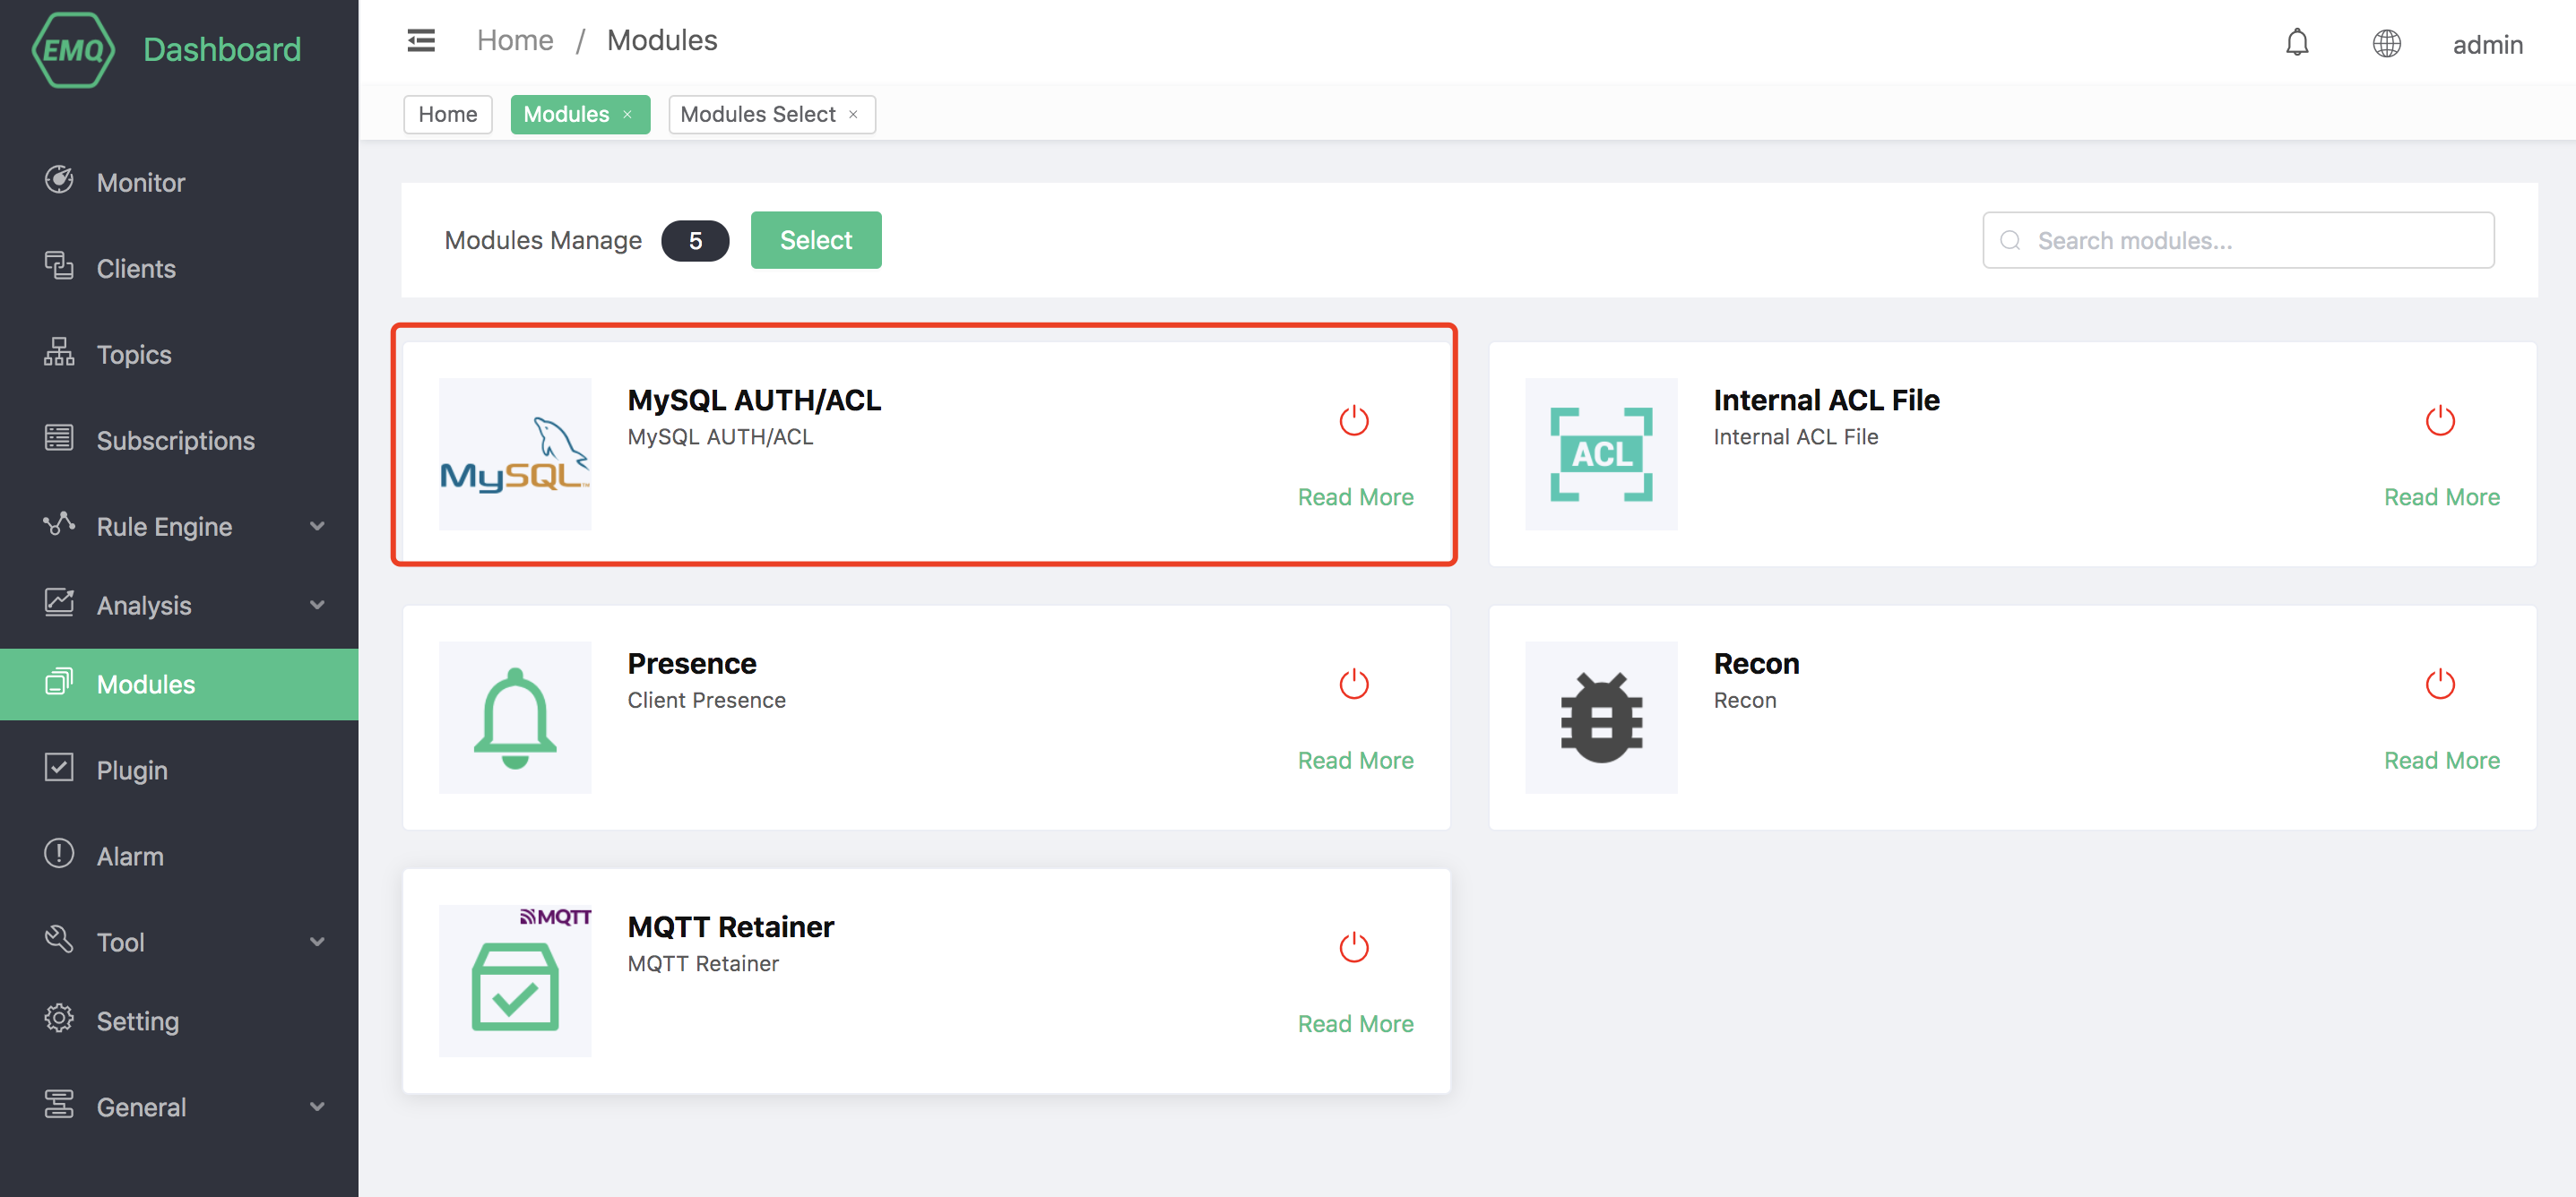 EMQ Dashboard
Monitor
Clients
Topics
Subscriptions
Rule Engine
Analysis
Modules
Plugin
Alarm
Tool
Setting
General
Home / Modules
admin
Home Modules × Modules Select ×
Modules Manage 5 Select
Search modules...
MySQL
MySQL AUTH/ACL
MySQL AUTH/ACL
Read More
ACL
Internal ACL File
Internal ACL File
Read More
Presence
Client Presence
Read More
Recon
Recon
Read More
MQTT
MQTT Retainer
MQTT Retainer
Read More